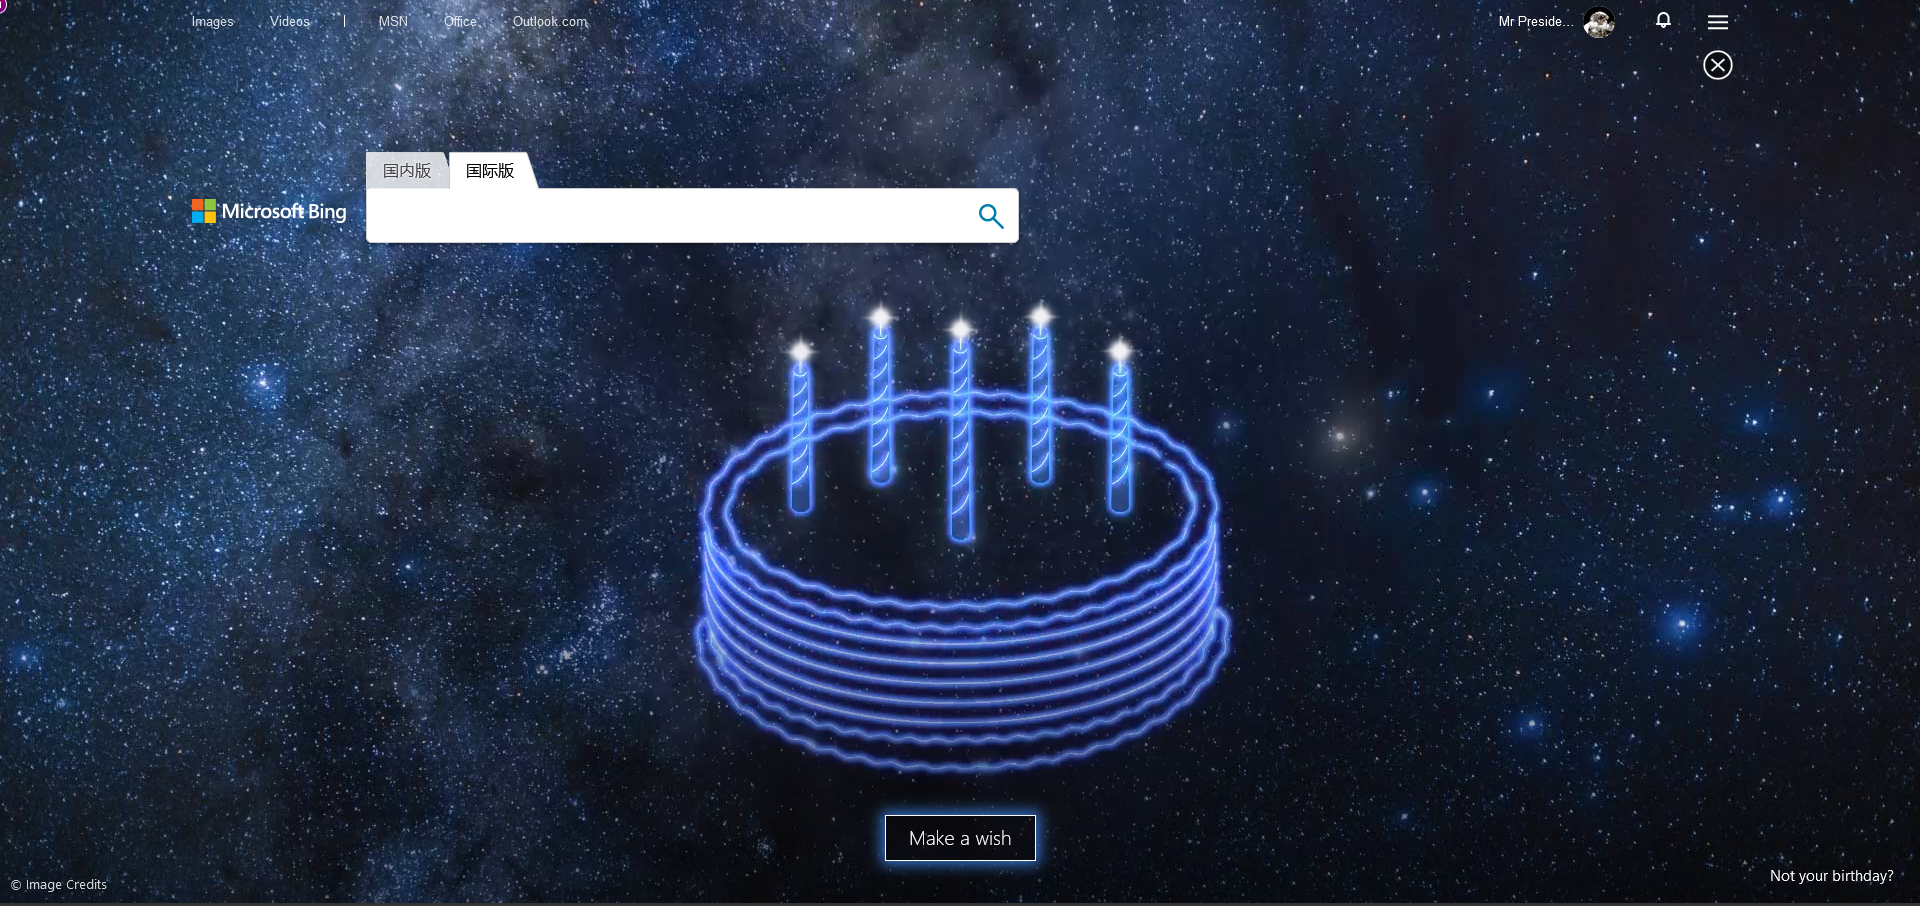 Images Videos | MSN Office Outlook.com Mr Preside...
国内版 国际版
Microsoft Bing
Make a wish
Not your birthday?
© Image Credits